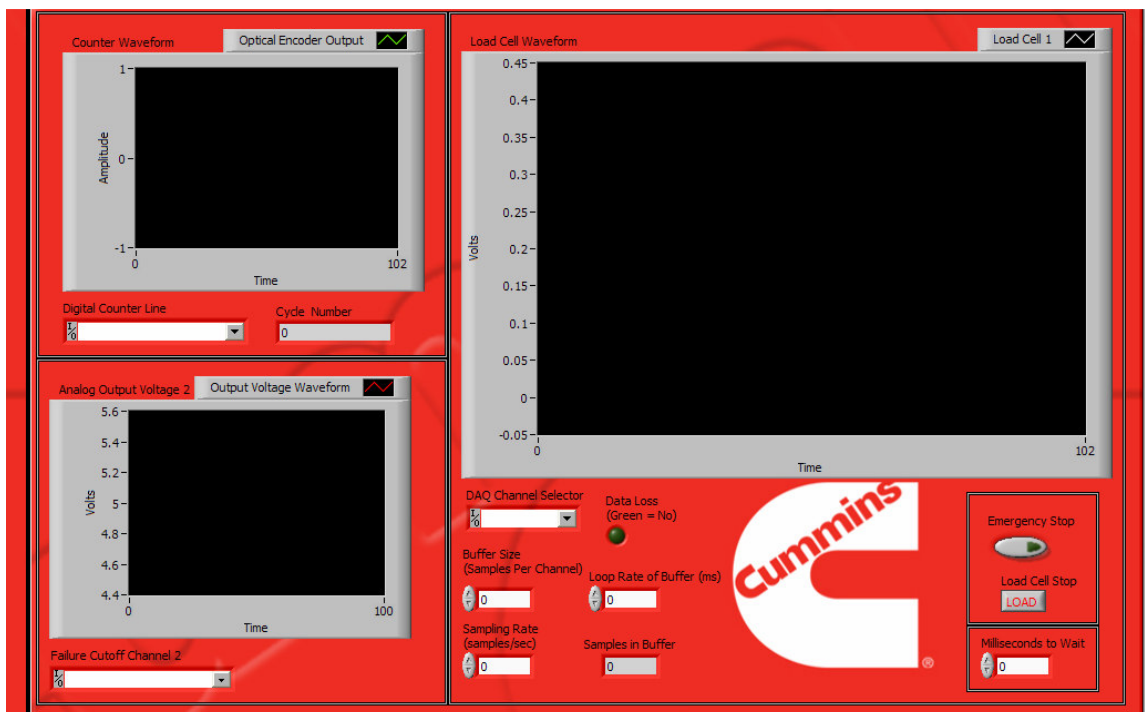 Counter Waveform
Optical Encoder Output
1
0
-1
Amplitude
0
102
Time
Digital Counter Line
I/O
Cycle Number
0
Analog Output Voltage 2
Output Voltage Waveform
5.6
5.4
5.2
5
4.8
4.6
4.4
Volts
0
100
Time
Failure Cutoff Channel 2
I/O
Load Cell Waveform
Load Cell 1
0.45
0.4
0.35
0.3
0.25
0.2
0.15
0.1
0.05
0
-0.05
Volts
0
102
Time
DAQ Channel Selector
I/O
Data Loss
(Green = No)
Buffer Size
(Samples Per Channel)
0
Loop Rate of Buffer (ms)
0
Sampling Rate
(samples/sec)
0
Samples in Buffer
0
Cummins
®
Emergency Stop
Load Cell Stop
LOAD
Milliseconds to Wait
0